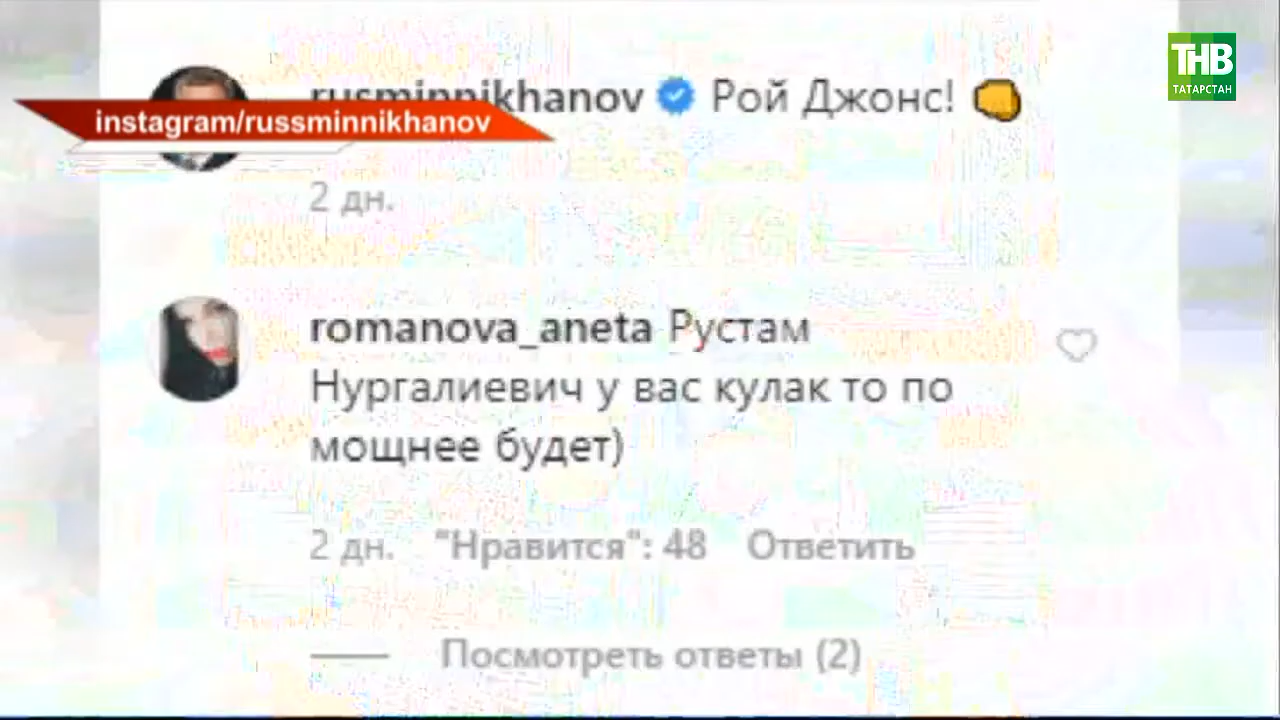 ТНВ
ТАТАРСТАН
rusminnikhanov Рой Джонс!
instagram/russminnikhanov
2 дн.
romanova_aneta Рустам
Нургалиевич у вас кулак то по
мощнее будет)
2 дн. "Нравится": 48 Ответить
Посмотреть ответы (2)